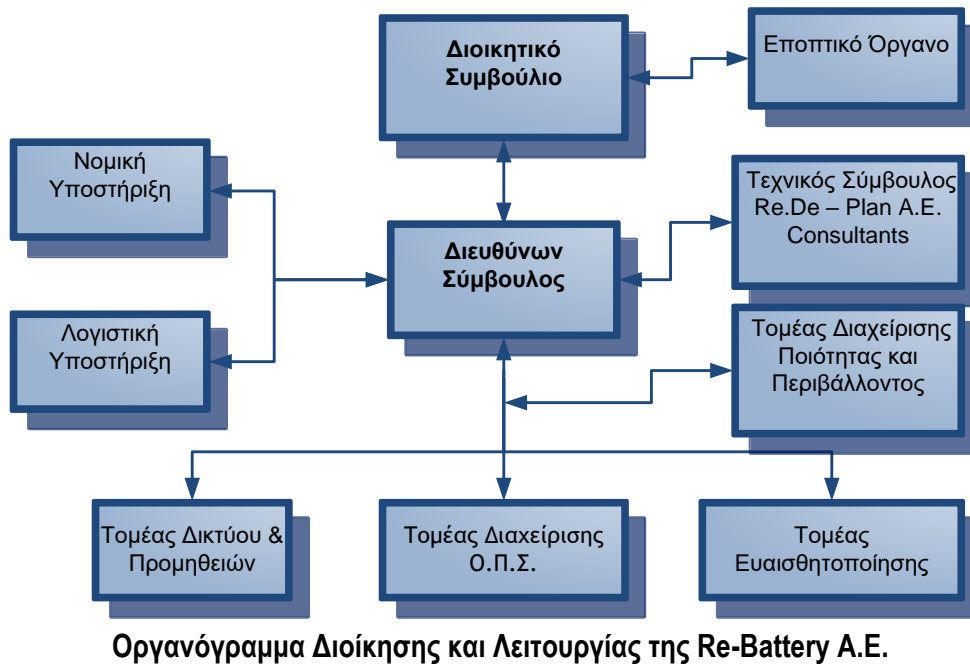 Διοικητικό
Συμβούλιο
Εποπτικό Όργανο
Νομική
Υποστήριξη
Τεχνικός Σύμβουλος
Re.De – Plan A.E.
Consultants
Διευθύνων
Σύμβουλος
Λογιστική
Υποστήριξη
Τομέας Διαχείρισης
Ποιότητας και
Περιβάλλοντος
Τομέας Δικτύου &
Προμηθειών
Τομέας Διαχείρισης
Ο.Π.Σ.
Τομέας
Ευαισθητοποίησης
Οργανόγραμμα Διοίκησης και Λειτουργίας της Re-Battery Α.Ε.